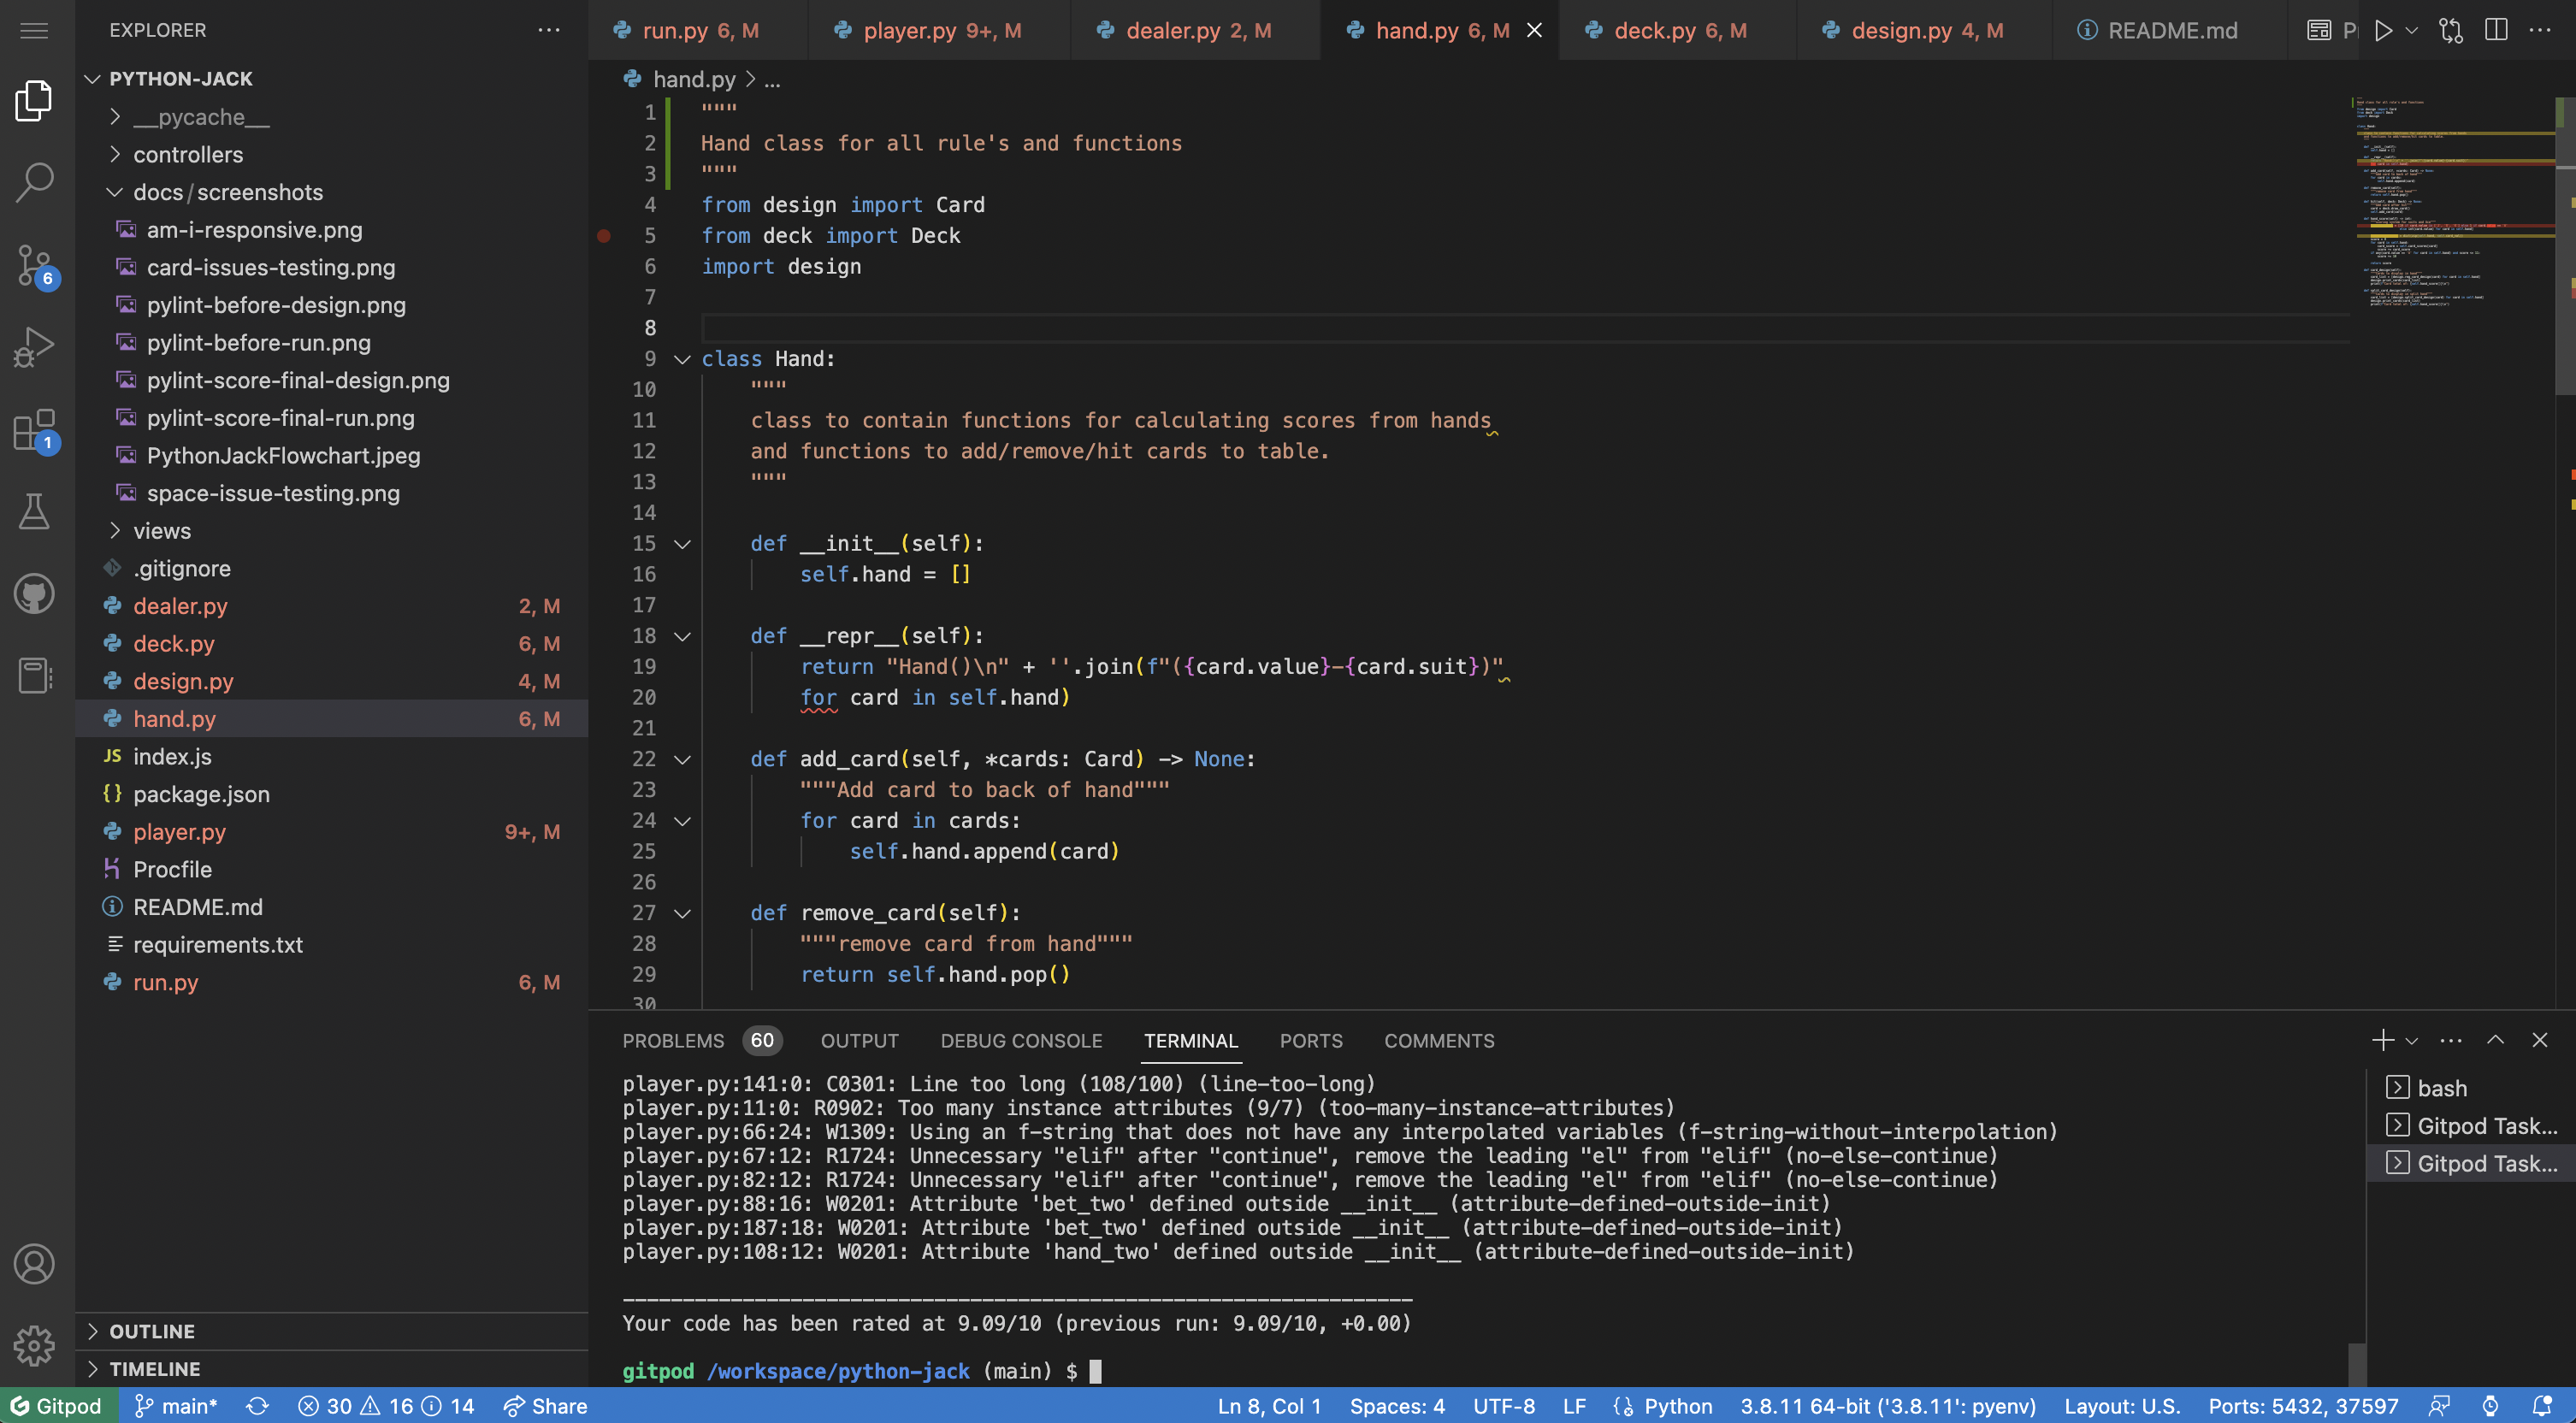 EXPLORER
PYTHON-JACK
__pycache__
controllers
docs / screenshots
am-i-responsive.png
card-issues-testing.png
pylint-before-design.png
pylint-before-run.png
pylint-score-final-design.png
pylint-score-final-run.png
PythonJackFlowchart.jpeg
space-issue-testing.png
views
.gitignore
dealer.py 2, M
deck.py 6, M
design.py 4, M
hand.py 6, M
JS index.js
{} package.json
player.py 9+, M
Procfile
README.md
requirements.txt
run.py 6, M
OUTLINE
TIMELINE
6
1
run.py 6, M player.py 9+, M dealer.py 2, M hand.py 6, M deck.py 6, M design.py 4, M README.md
hand.py > ...
1 """
2 Hand class for all rule's and functions
3 """
4 from design import Card
5 from deck import Deck
6 import design
7
8
9 class Hand:
10 """
11 class to contain functions for calculating scores from hands
12 and functions to add/remove/hit cards to table.
13 """
14
15 def __init__(self):
16 self.hand = []
17
18 def __repr__(self):
19 return "Hand()\n" + ''.join(f"({card.value}-{card.suit})"
20 for card in self.hand)
21
22 def add_card(self, *cards: Card) -> None:
23 """Add card to back of hand"""
24 for card in cards:
25 self.hand.append(card)
26
27 def remove_card(self):
28 """remove card from hand"""
29 return self.hand.pop()
30
PROBLEMS 60 OUTPUT DEBUG CONSOLE TERMINAL PORTS COMMENTS
player.py:141:0: C0301: Line too long (108/100) (line-too-long)
player.py:11:0: R0902: Too many instance attributes (9/7) (too-many-instance-attributes)
player.py:66:24: W1309: Using an f-string that does not have any interpolated variables (f-string-without-interpolation)
player.py:67:12: R1724: Unnecessary "elif" after "continue", remove the leading "el" from "elif" (no-else-continue)
player.py:82:12: R1724: Unnecessary "elif" after "continue", remove the leading "el" from "elif" (no-else-continue)
player.py:88:16: W0201: Attribute 'bet_two' defined outside __init__ (attribute-defined-outside-init)
player.py:187:18: W0201: Attribute 'bet_two' defined outside __init__ (attribute-defined-outside-init)
player.py:108:12: W0201: Attribute 'hand_two' defined outside __init__ (attribute-defined-outside-init)
Your code has been rated at 9.09/10 (previous run: 9.09/10, +0.00)
gitpod /workspace/python-jack (main) $
bash
Gitpod Task...
Gitpod Task...
Gitpod main* 30 16 14 Share Ln 8, Col 1 Spaces: 4 UTF-8 LF Python 3.8.11 64-bit ('3.8.11': pyenv) Layout: U.S. Ports: 5432, 37597